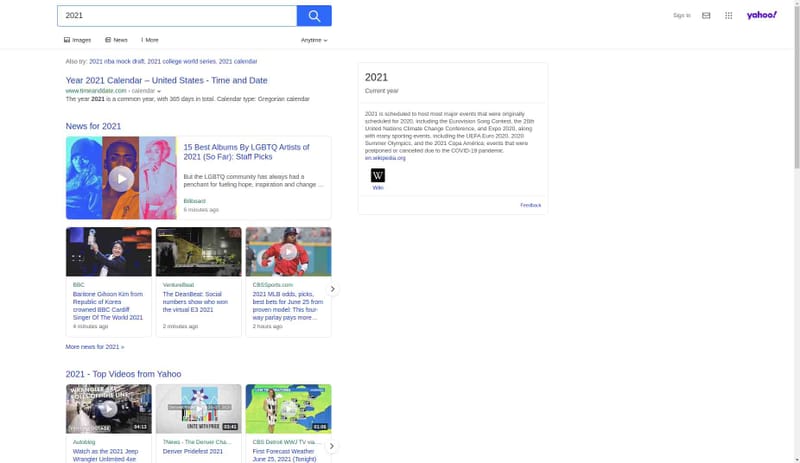 2021
Sign In
yahoo!
Images
News
More
Anytime
Also try: 2021 nba mock draft, 2021 college world series, 2021 calendar
Year 2021 Calendar – United States - Time and Date
www.timeanddate.com › calendar
The year 2021 is a common year, with 365 days in total. Calendar type: Gregorian calendar
News for 2021
15 Best Albums By LGBTQ Artists of
2021 (So Far): Staff Picks
But the LGBTQ community has always had a
penchant for fueling hope, inspiration and change ...
Billboard
5 minutes ago
BBC
Baritone Gihoon Kim from
Republic of Korea
crowned BBC Cardiff
Singer Of The World 2021
4 minutes ago
VentureBeat
The DeanBeat: Social
numbers show who won
the virtual E3 2021
2 minutes ago
CBSSports.com
2021 MLB odds, picks,
best bets for June 25 from
proven model: This four-
way parlay pays more...
2 hours ago
More news for 2021 »
2021 - Top Videos from Yahoo
WRANGLER 4XE
ROLLS OFF THE LINE
04:13
Autoblog
Watch as the 2021 Jeep
Wrangler Unlimited 4xe
UNITE WITH PRIDE
03:41
7News - The Denver Cha...
Denver Pridefest 2021
01:06
CBS Detroit WWJ TV via....
First Forecast Weather
June 25, 2021 (Tonight)
2021
Current year
2021 is scheduled to host most major events that were originally
scheduled for 2020, including the Eurovision Song Contest, the 26th
United Nations Climate Change Conference, and Expo 2020, along
with many sporting events, including the UEFA Euro 2020, 2020
Summer Olympics, and the 2021 Copa América; events that were
postponed or canceled due to the COVID-19 pandemic.
en.wikipedia.org
W
Wiki
Feedback